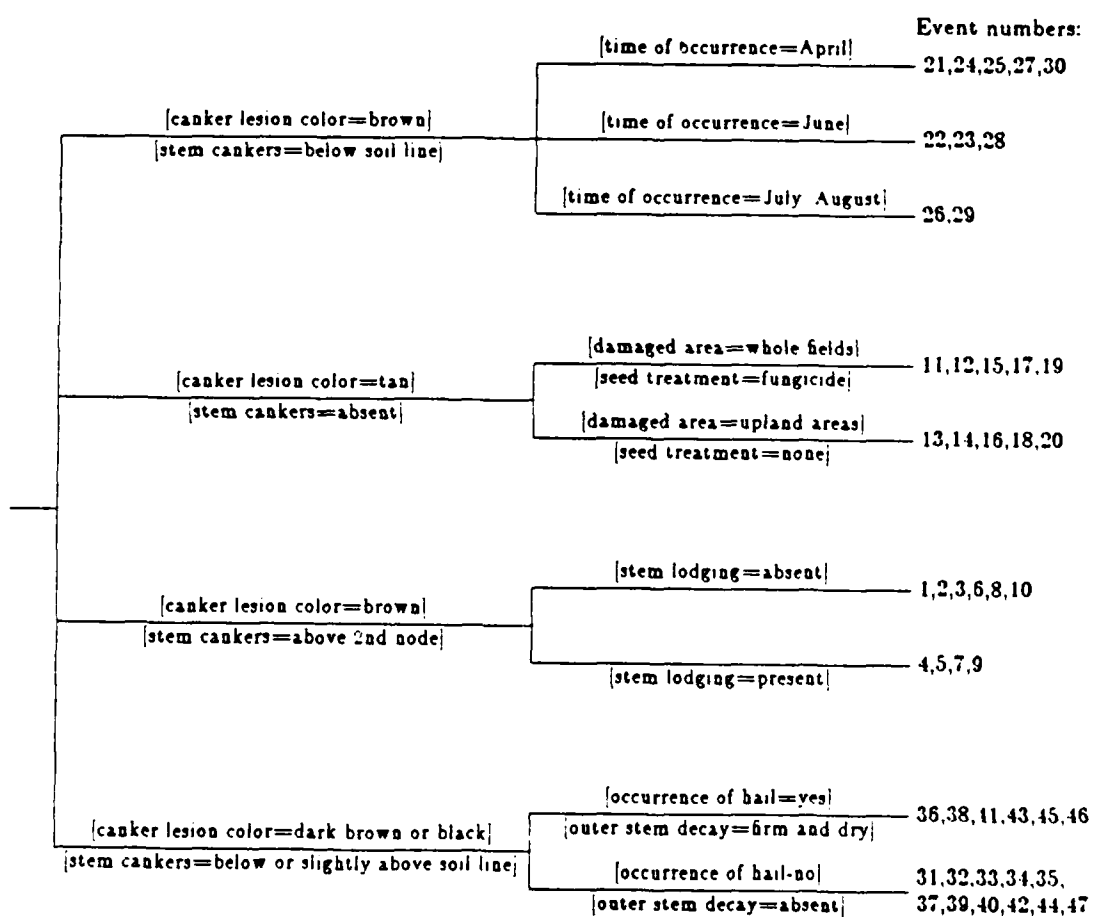 Event numbers:
[time of occurrence=April]
21,24,25,27,30
[canker lesion color=brown]
[stem cankers=below soil line]
[time of occurrence=June]
22,23,28
[time of occurrence=July August]
26,29
[damaged area=whole fields]
[seed treatment=fungicide]
11,12,15,17,19
[canker lesion color=tan]
[stem cankers=absent]
[damaged area=upland areas]
[seed treatment=none]
13,14,16,18,20
[stem lodging=absent]
1,2,3,6,8,10
[canker lesion color=brown]
[stem cankers=above 2nd node]
[stem lodging=present]
4,5,7,9
[occurrence of hail=yes]
[outer stem decay=firm and dry]
36,38,41,43,45,46
[canker lesion color=dark brown or black]
[stem cankers=below or slightly above soil line]
[occurrence of hail-no]
[outer stem decay=absent]
31,32,33,34,35,
37,39,40,42,44,47